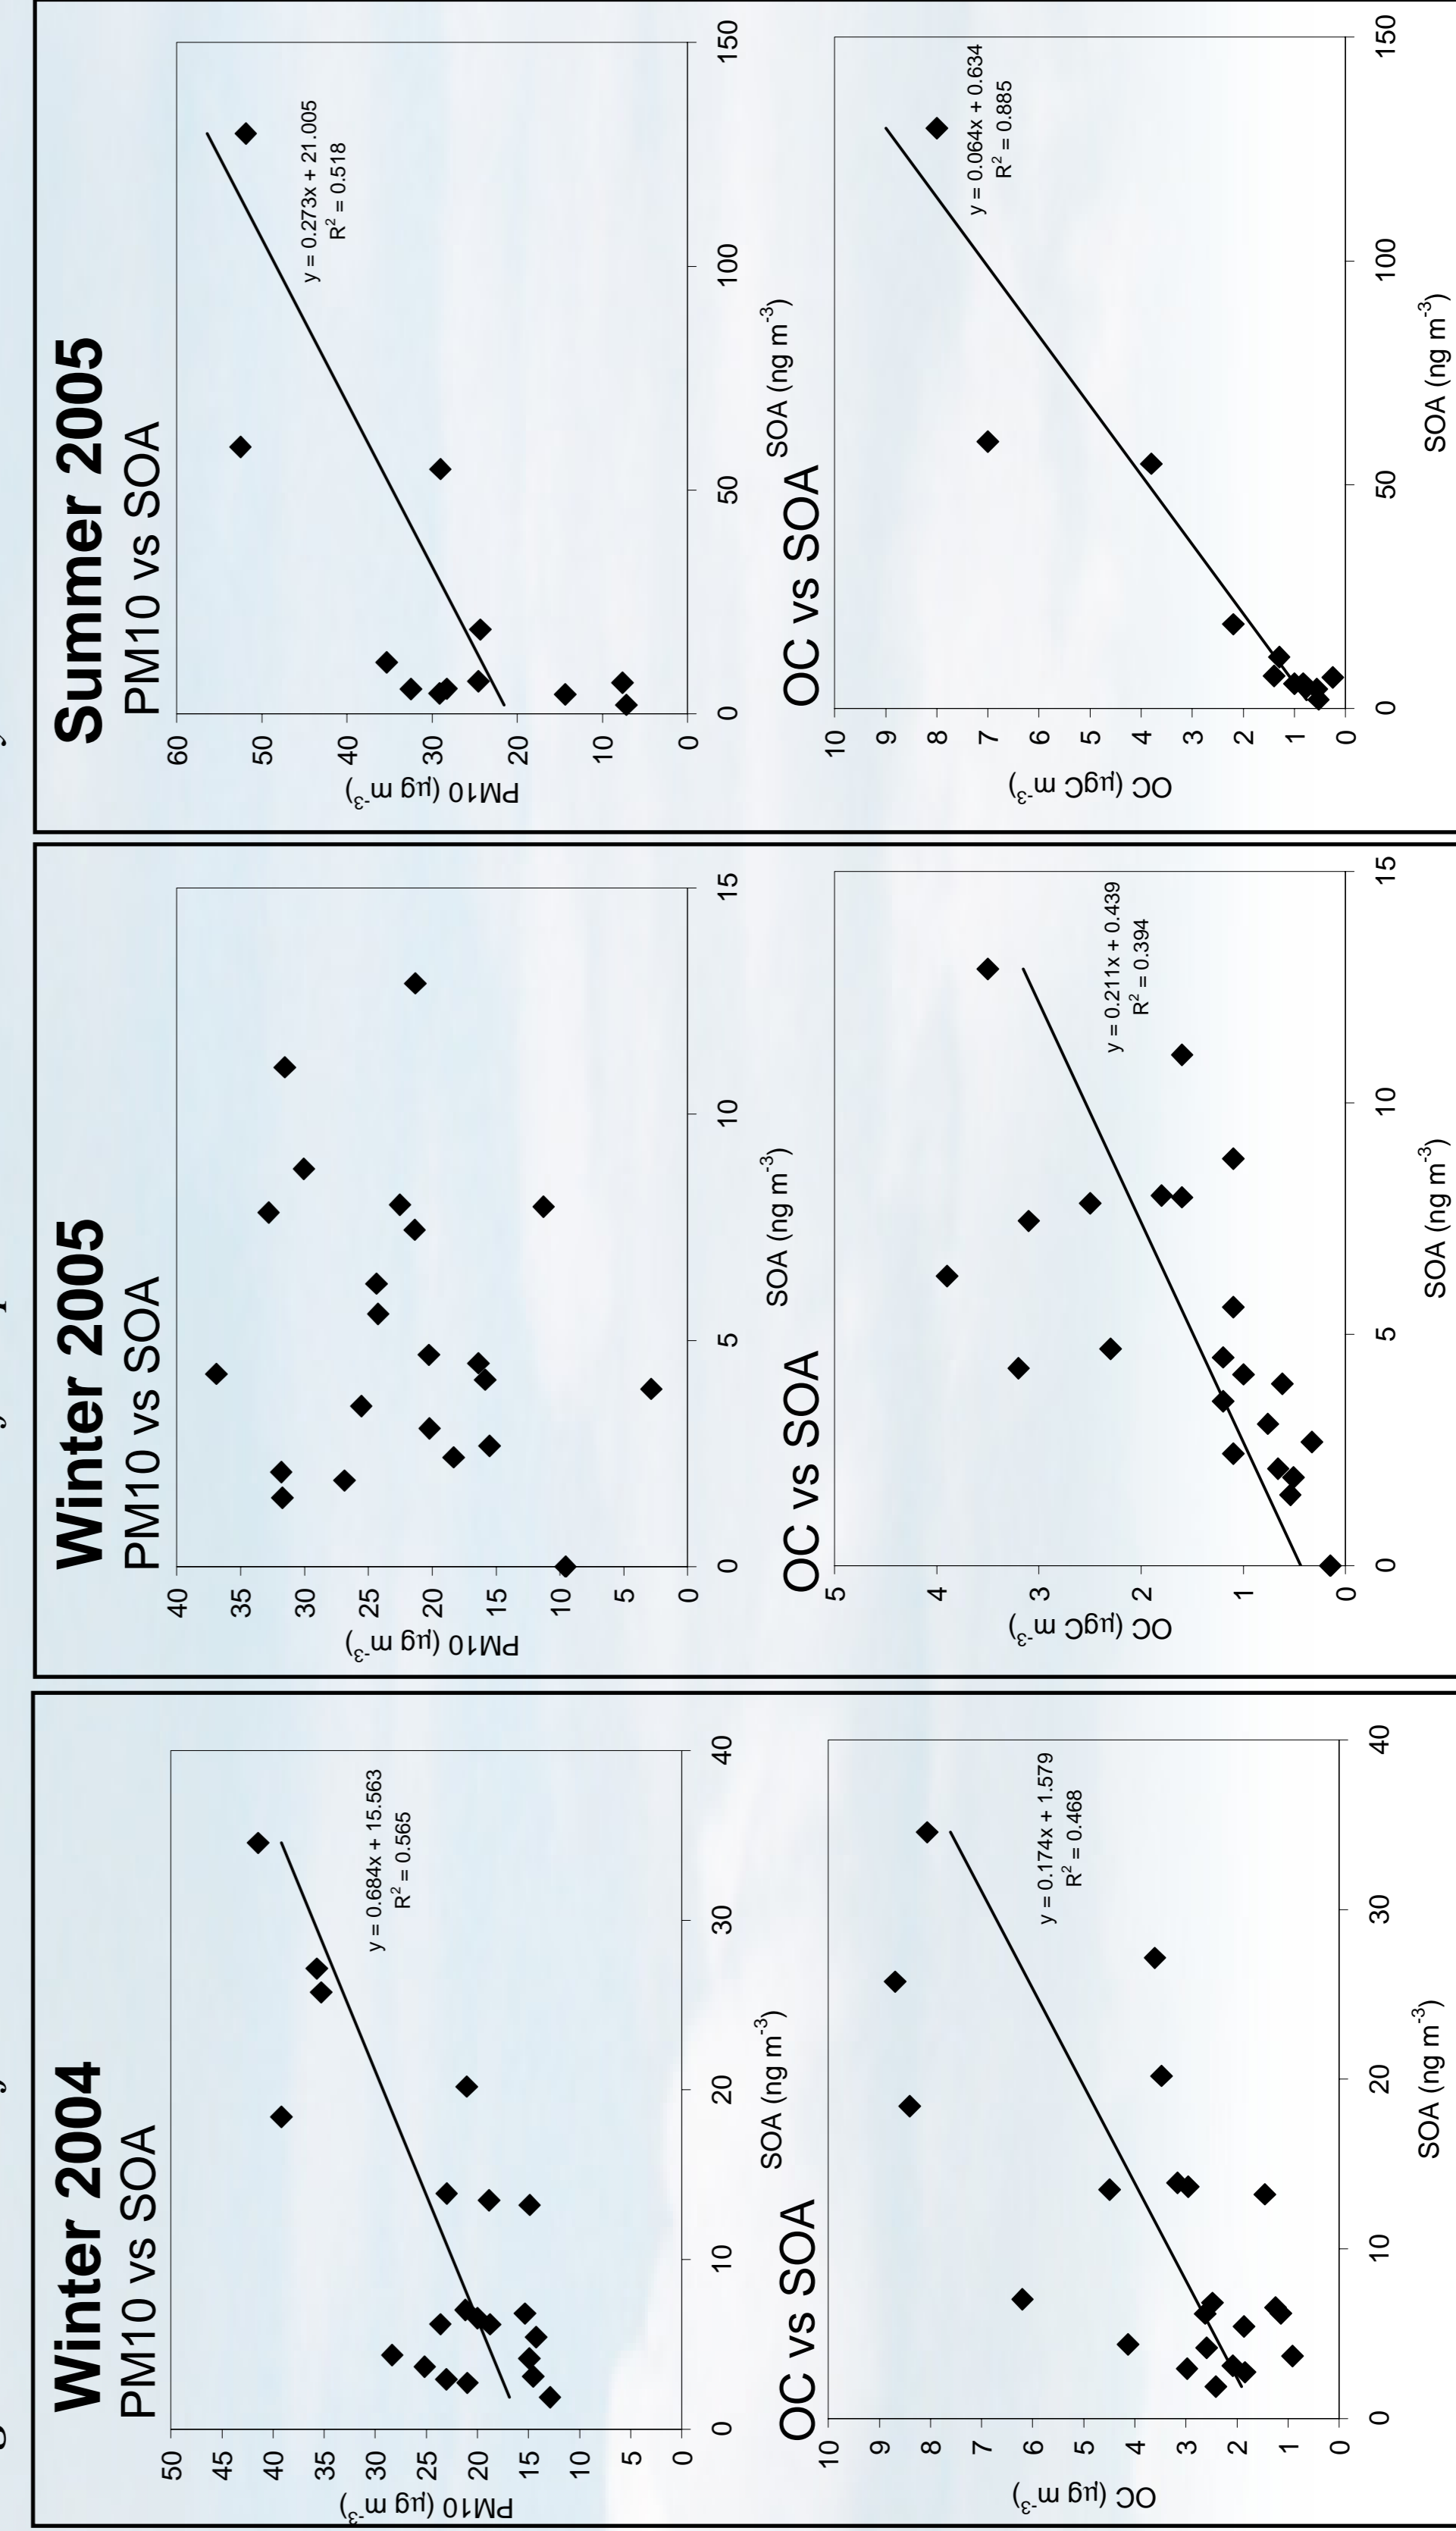 Winter 2004
PM10 vs SOA
50
45
40
35
30
25
20
15
10
5
0
PM10 (μg m-3)
y = 0.684x + 15.563
R2 = 0.565
0 10 20 30 40
SOA (ng m-3)
OC vs SOA
10
9
8
7
6
5
4
3
2
1
0
OC (μg m-3)
y = 0.174x + 1.579
R2 = 0.468
0 10 20 30 40
SOA (ng m-3)
Winter 2005
PM10 vs SOA
40
35
30
25
20
15
10
5
0
PM10 (μg m-3)
0 5 10 15
SOA (ng m-3)
OC vs SOA
5
4
3
2
1
0
OC (μgC m-3)
y = 0.211x + 0.439
R2 = 0.394
0 5 10 15
SOA (ng m-3)
Summer 2005
PM10 vs SOA
60
50
40
30
20
10
0
PM10 (μg m-3)
y = 0.273x + 21.005
R2 = 0.518
0 50 100 150
SOA (ng m-3)
OC vs SOA
10
9
8
7
6
5
4
3
2
1
0
OC (μgC m-3)
y = 0.064x + 0.634
R2 = 0.885
0 50 100 150
SOA (ng m-3)